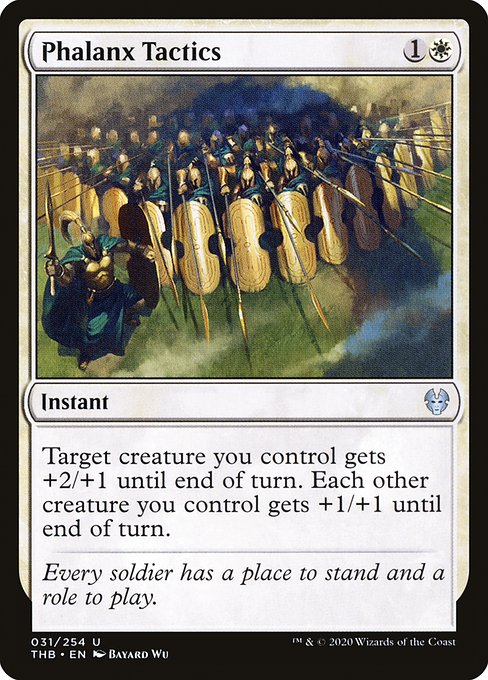 Phalanx Tactics 1
Instant
Target creature you control gets
+2/+1 until end of turn. Each other
creature you control gets +1/+1 until
end of turn.
Every soldier has a place to stand and a
role to play.
031/254 U
™ & © 2020 Wizards of the Coast
THB • EN Bayard Wu